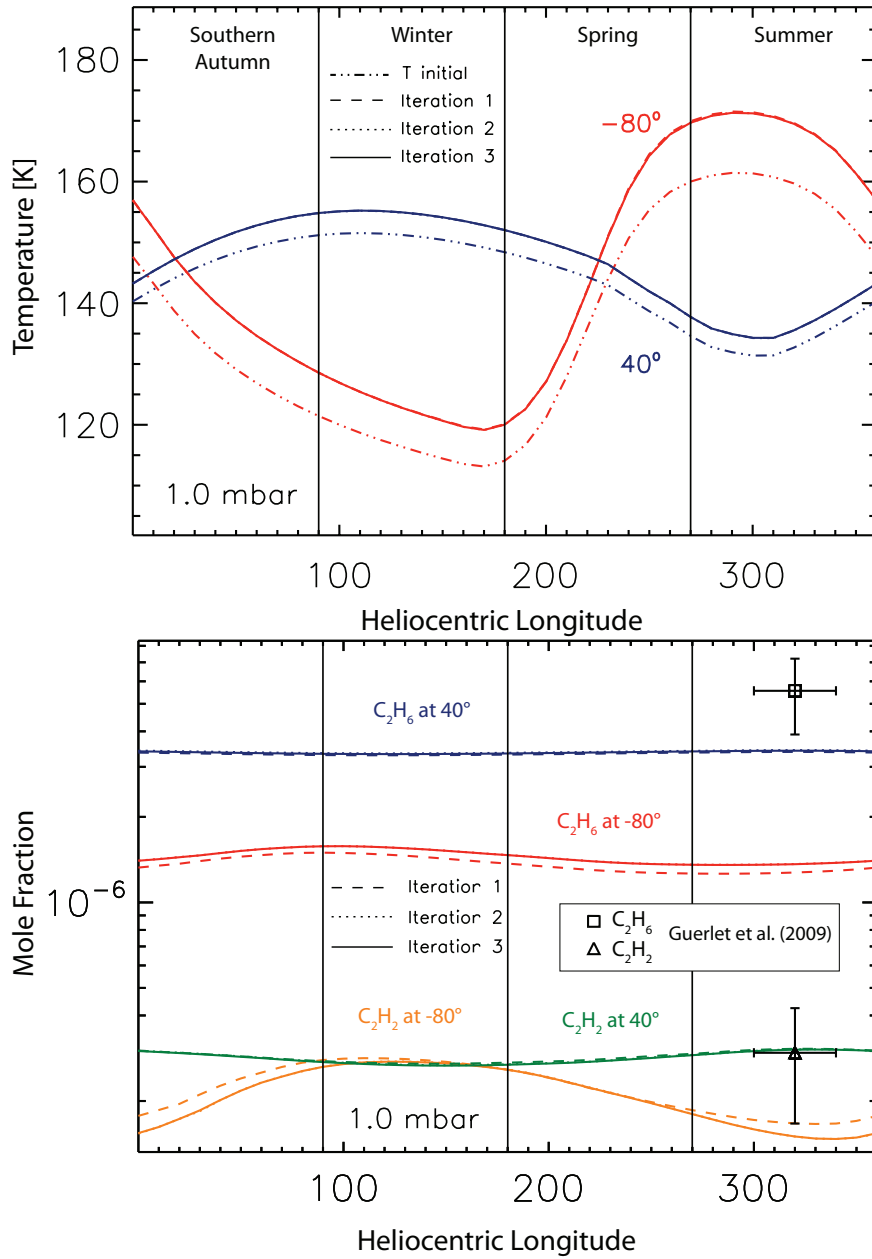 Southern
Autumn
Winter
Spring
Summer
T initial
Iteration 1
Iteration 2
Iteration 3
−80°
40°
180
160
140
120
Temperature [K]
1.0 mbar
100
200
300
Heliocentric Longitude
C₂H₆ at 40°
C₂H₆ at -80°
Iteration 1
Iteration 2
Iteration 3
C₂H₆
Guerlet et al. (2009)
C₂H₂
C₂H₂ at -80°
C₂H₂ at 40°
10⁻⁶
Mole Fraction
1.0 mbar
100
200
300
Heliocentric Longitude